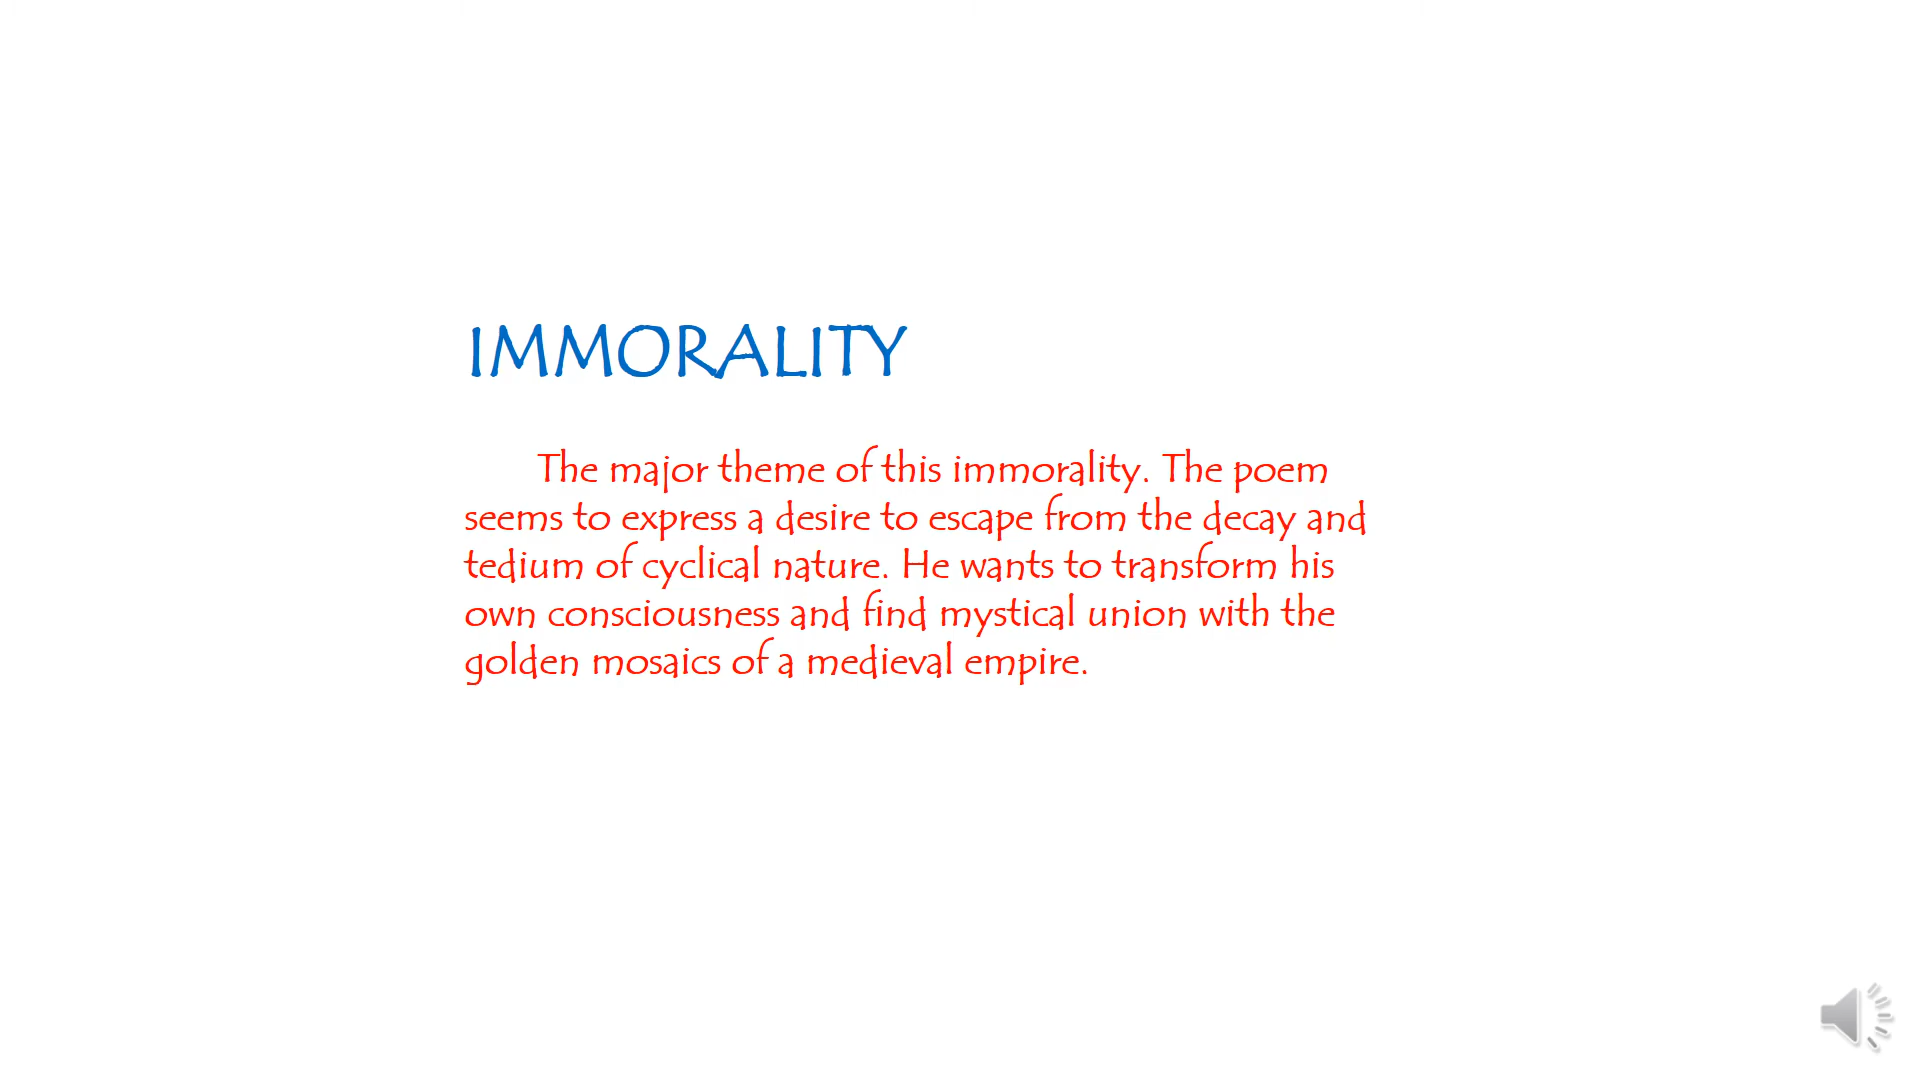 IMMORALITY
The major theme of this immorality. The poem
seems to express a desire to escape from the decay and
tedium of cyclical nature. He wants to transform his
own consciousness and find mystical union with the
golden mosaics of a medieval empire.